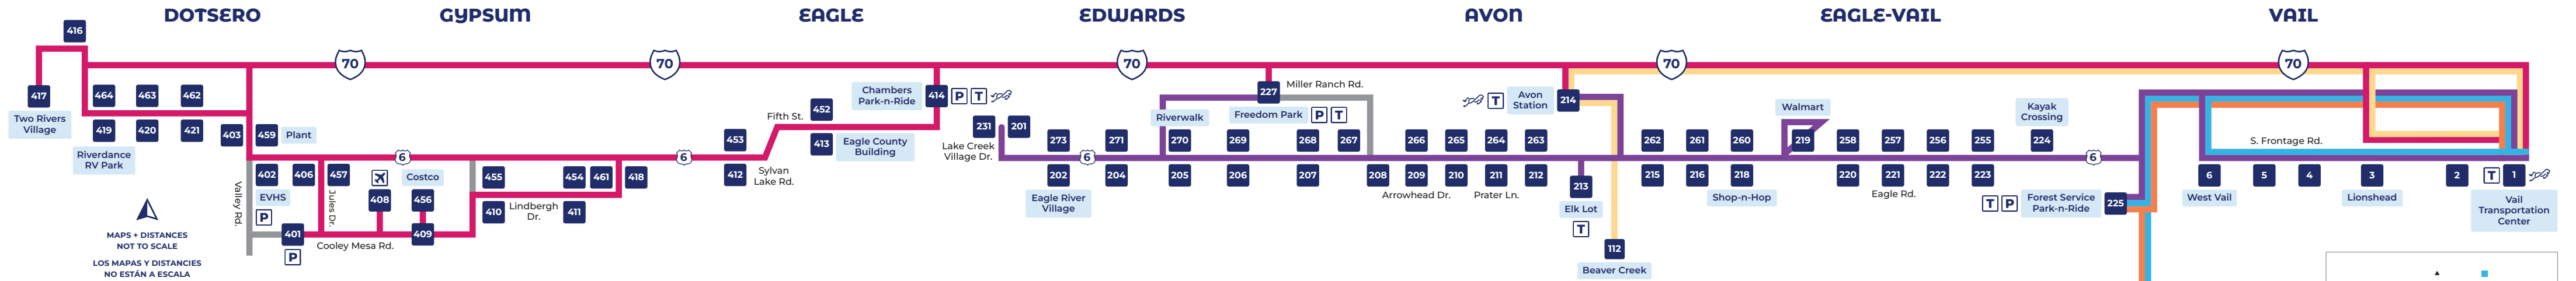 DOTSERO GYPSUM EAGLE EDWARDS AVON EAGLE-VAIL VAIL
416
70 70 70 70 70
417
Two Rivers
Village
464 463 462
419 420 421
Riverdance
RV Park
403
459 Plant
402 406 457
EVHS
P
Valley Rd.
401
P
Jules Dr.
408
Costco
456
409
Cooley Mesa Rd.
6
455 454 461 418
410 Lindbergh
Dr.
411
6
453
412
Sylvan
Lake Rd.
Fifth St.
452
413
Eagle County
Building
Chambers
Park-n-Ride
414 P T
231 201
Lake Creek
Village Dr.
273 271
6
202 204
Eagle River
Village
Riverwalk
270 269 268 267
205 206 207 208
227
Miller Ranch Rd.
Freedom Park P T
266 265 264 263
209 210 211 212
Arrowhead Dr. Prater Ln.
T Avon
Station
214
213
Elk Lot
T
112
Beaver Creek
262 261 260
215 216 218
Shop-n-Hop
Walmart
219
258 257 256 255
220 221 222 223
Eagle Rd.
Kayak
Crossing
224
6
T P Forest Service
Park-n-Ride
225
S. Frontage Rd.
6 5 4 3 2 T 1
West Vail
Lionshead
Vail
Transportation
Center
MAPS + DISTANCES
NOT TO SCALE
LOS MAPAS Y DISTANCIES
NO ESTÁN A ESCALA